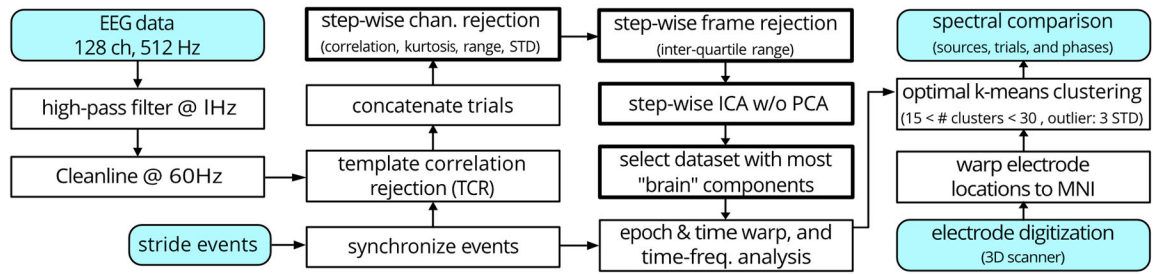 EEG data
128 ch, 512 Hz
high-pass filter @ lHz
Cleanline @ 60Hz
stride events
step-wise chan. rejection
(correlation, kurtosis, range, STD)
concatenate trials
template correlation
rejection (TCR)
synchronize events
step-wise frame rejection
(inter-quartile range)
step-wise ICA w/o PCA
select dataset with most
"brain" components
epoch & time warp, and
time-freq. analysis
spectral comparison
(sources, trials, and phases)
optimal k-means clustering
(15 < # clusters < 30 , outlier: 3 STD)
warp electrode
locations to MNI
electrode digitization
(3D scanner)